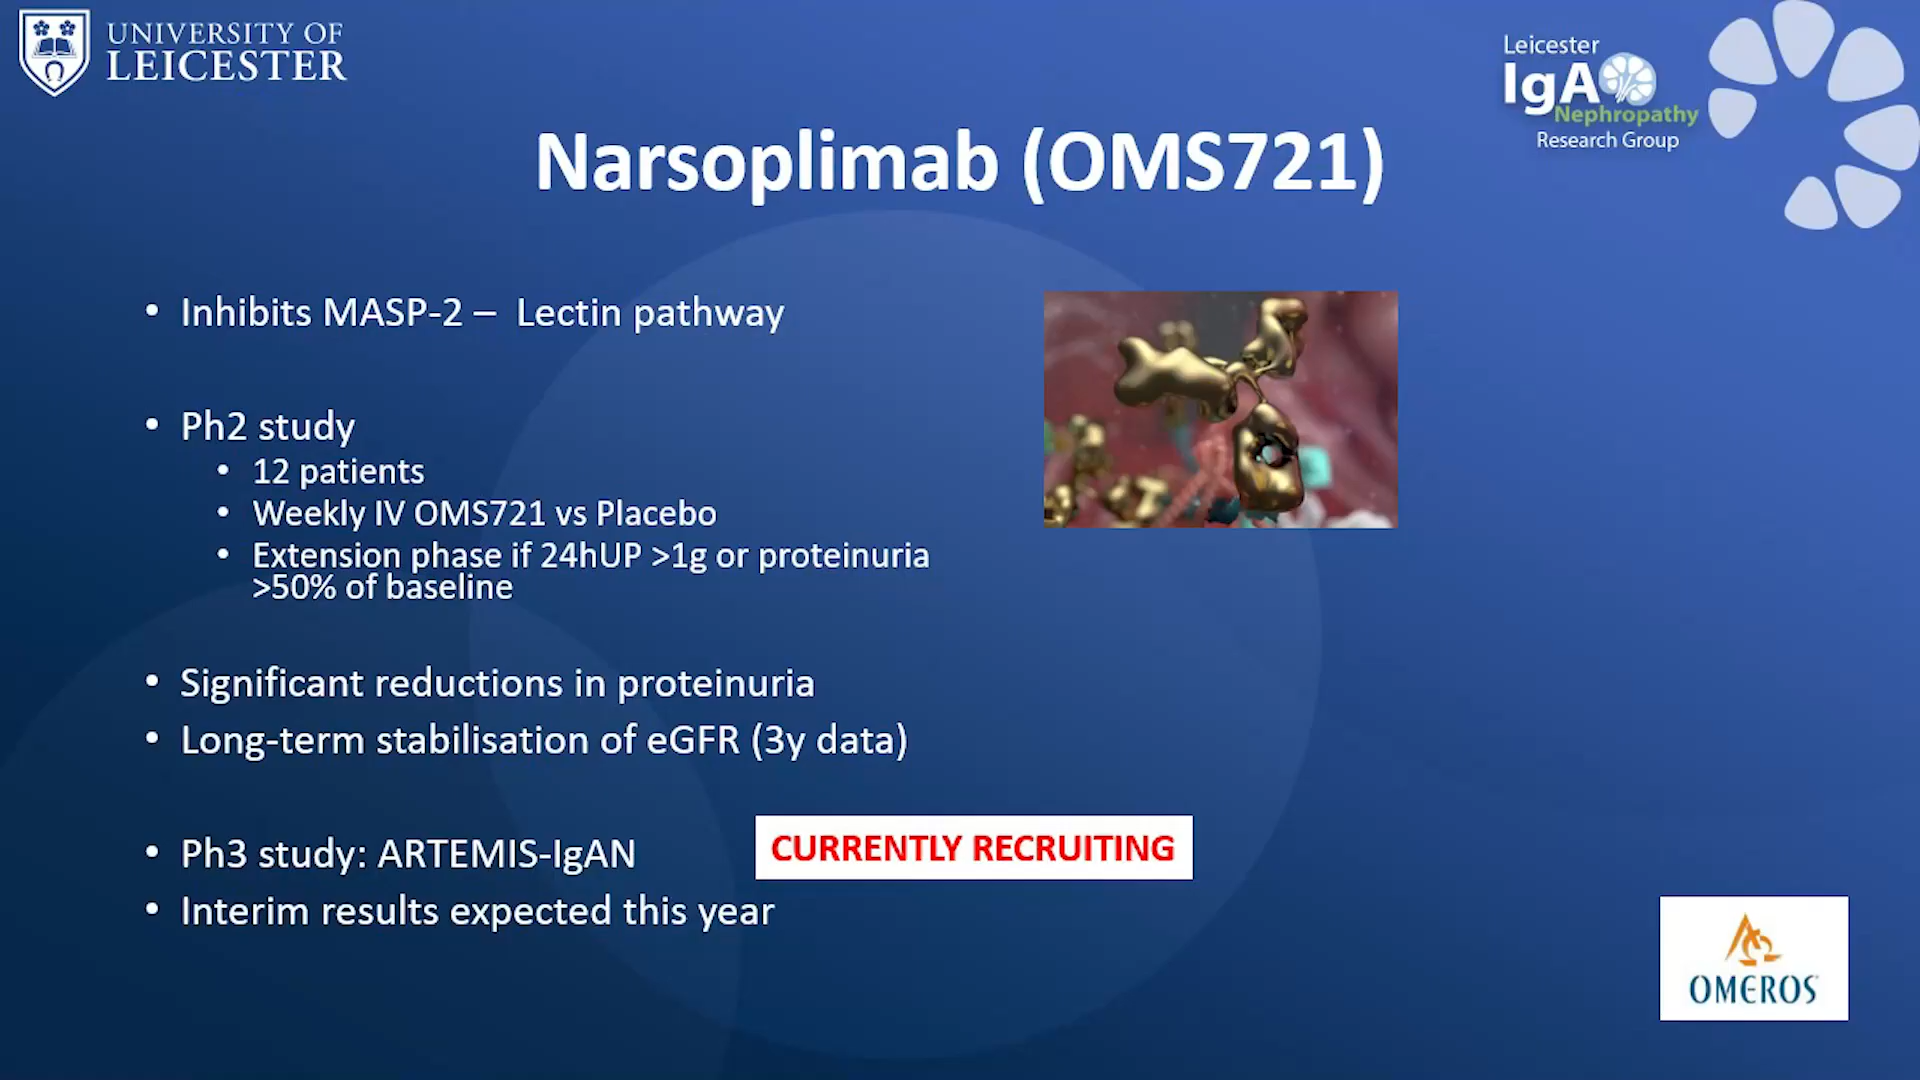 UNIVERSITY OF
LEICESTER
Leicester
IgA
Nephropathy
Research Group
Narsoplimab (OMS721)
• Inhibits MASP-2 – Lectin pathway
• Ph2 study
• 12 patients
• Weekly IV OMS721 vs Placebo
• Extension phase if 24hUP >1g or proteinuria
>50% of baseline
• Significant reductions in proteinuria
• Long-term stabilisation of eGFR (3y data)
• Ph3 study: ARTEMIS-IgAN
CURRENTLY RECRUITING
• Interim results expected this year
OMEROS